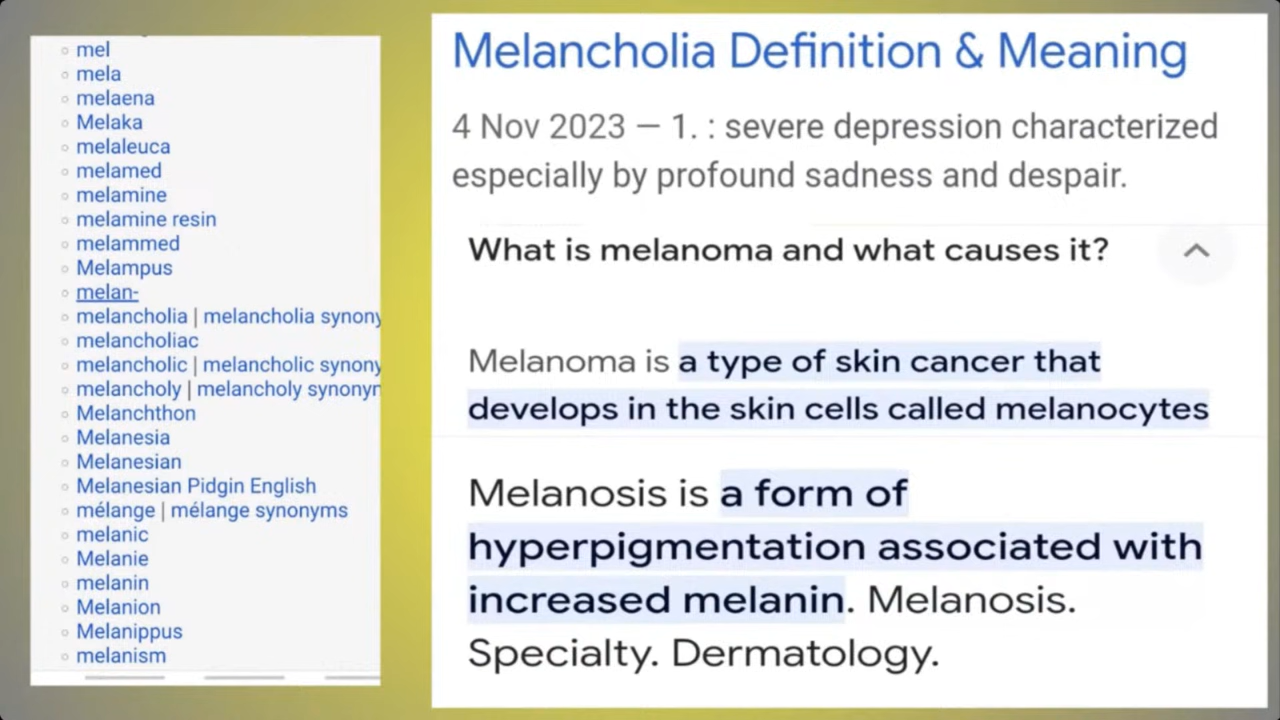 mel
mela
melaena
Melaka
melaleuca
melamed
melamine
melamine resin
melammed
Melampus
melan-
melancholia | melancholia synony
melancholiac
melancholic | melancholic synony
melancholy | melancholy synonyr
Melanchthon
Melanesia
Melanesian
Melanesian Pidgin English
mélange | mélange synonyms
melanic
Melanie
melanin
Melanion
Melanippus
melanism
Melancholia Definition & Meaning
4 Nov 2023 — 1. : severe depression characterized
especially by profound sadness and despair.
What is melanoma and what causes it?
Melanoma is a type of skin cancer that
develops in the skin cells called melanocytes
Melanosis is a form of
hyperpigmentation associated with
increased melanin. Melanosis.
Specialty. Dermatology.